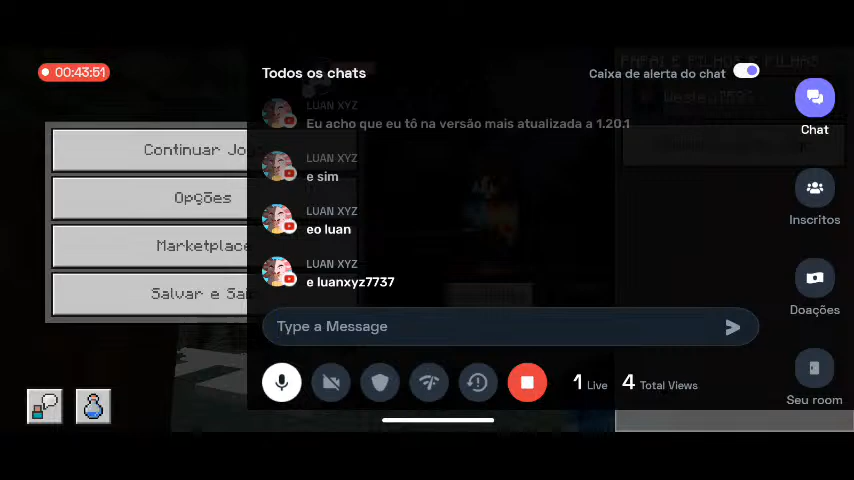 00:43:51
Todos os chats
Caixa de alerta do chat
LUAN XYZ
Eu acho que eu tô na versão mais atualizada a 1.20.1
LUAN XYZ
e sim
LUAN XYZ
eo luan
LUAN XYZ
e luanxyz7737
Type a Message
1 Live 4 Total Views
Chat
Inscritos
Doações
Seu room
Continuar Jo
Opções
Marketplace
Salvar e Sai